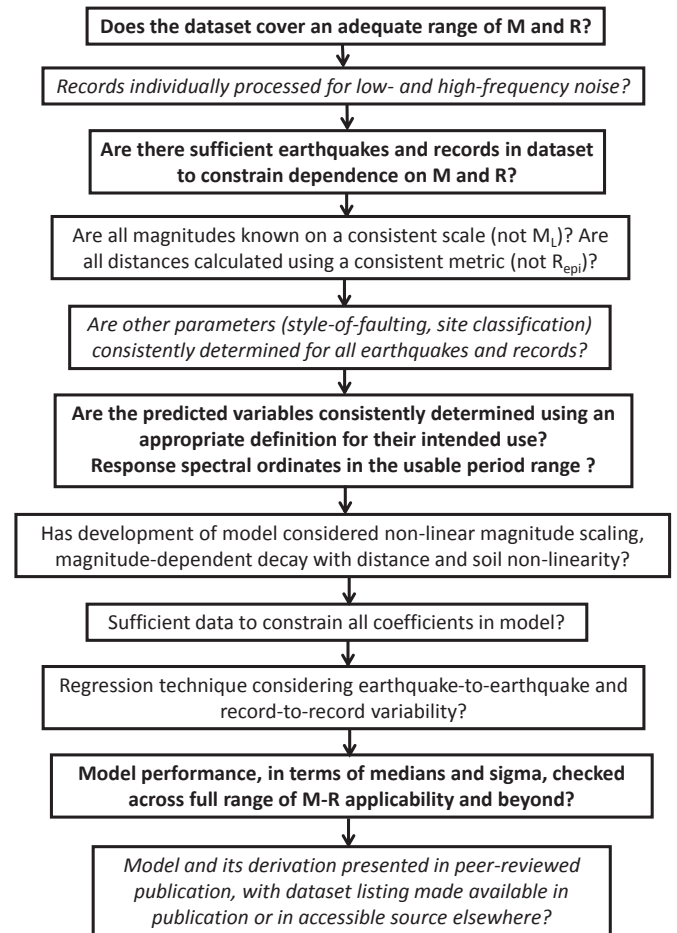 Does the dataset cover an adequate range of M and R?
Records individually processed for low- and high-frequency noise?
Are there sufficient earthquakes and records in dataset
to constrain dependence on M and R?
Are all magnitudes known on a consistent scale (not M_L)? Are
all distances calculated using a consistent metric (not R_epi)?
Are other parameters (style-of-faulting, site classification)
consistently determined for all earthquakes and records?
Are the predicted variables consistently determined using an
appropriate definition for their intended use?
Response spectral ordinates in the usable period range ?
Has development of model considered non-linear magnitude scaling,
magnitude-dependent decay with distance and soil non-linearity?
Sufficient data to constrain all coefficients in model?
Regression technique considering earthquake-to-earthquake and
record-to-record variability?
Model performance, in terms of medians and sigma, checked
across full range of M-R applicability and beyond?
Model and its derivation presented in peer-reviewed
publication, with dataset listing made available in
publication or in accessible source elsewhere?